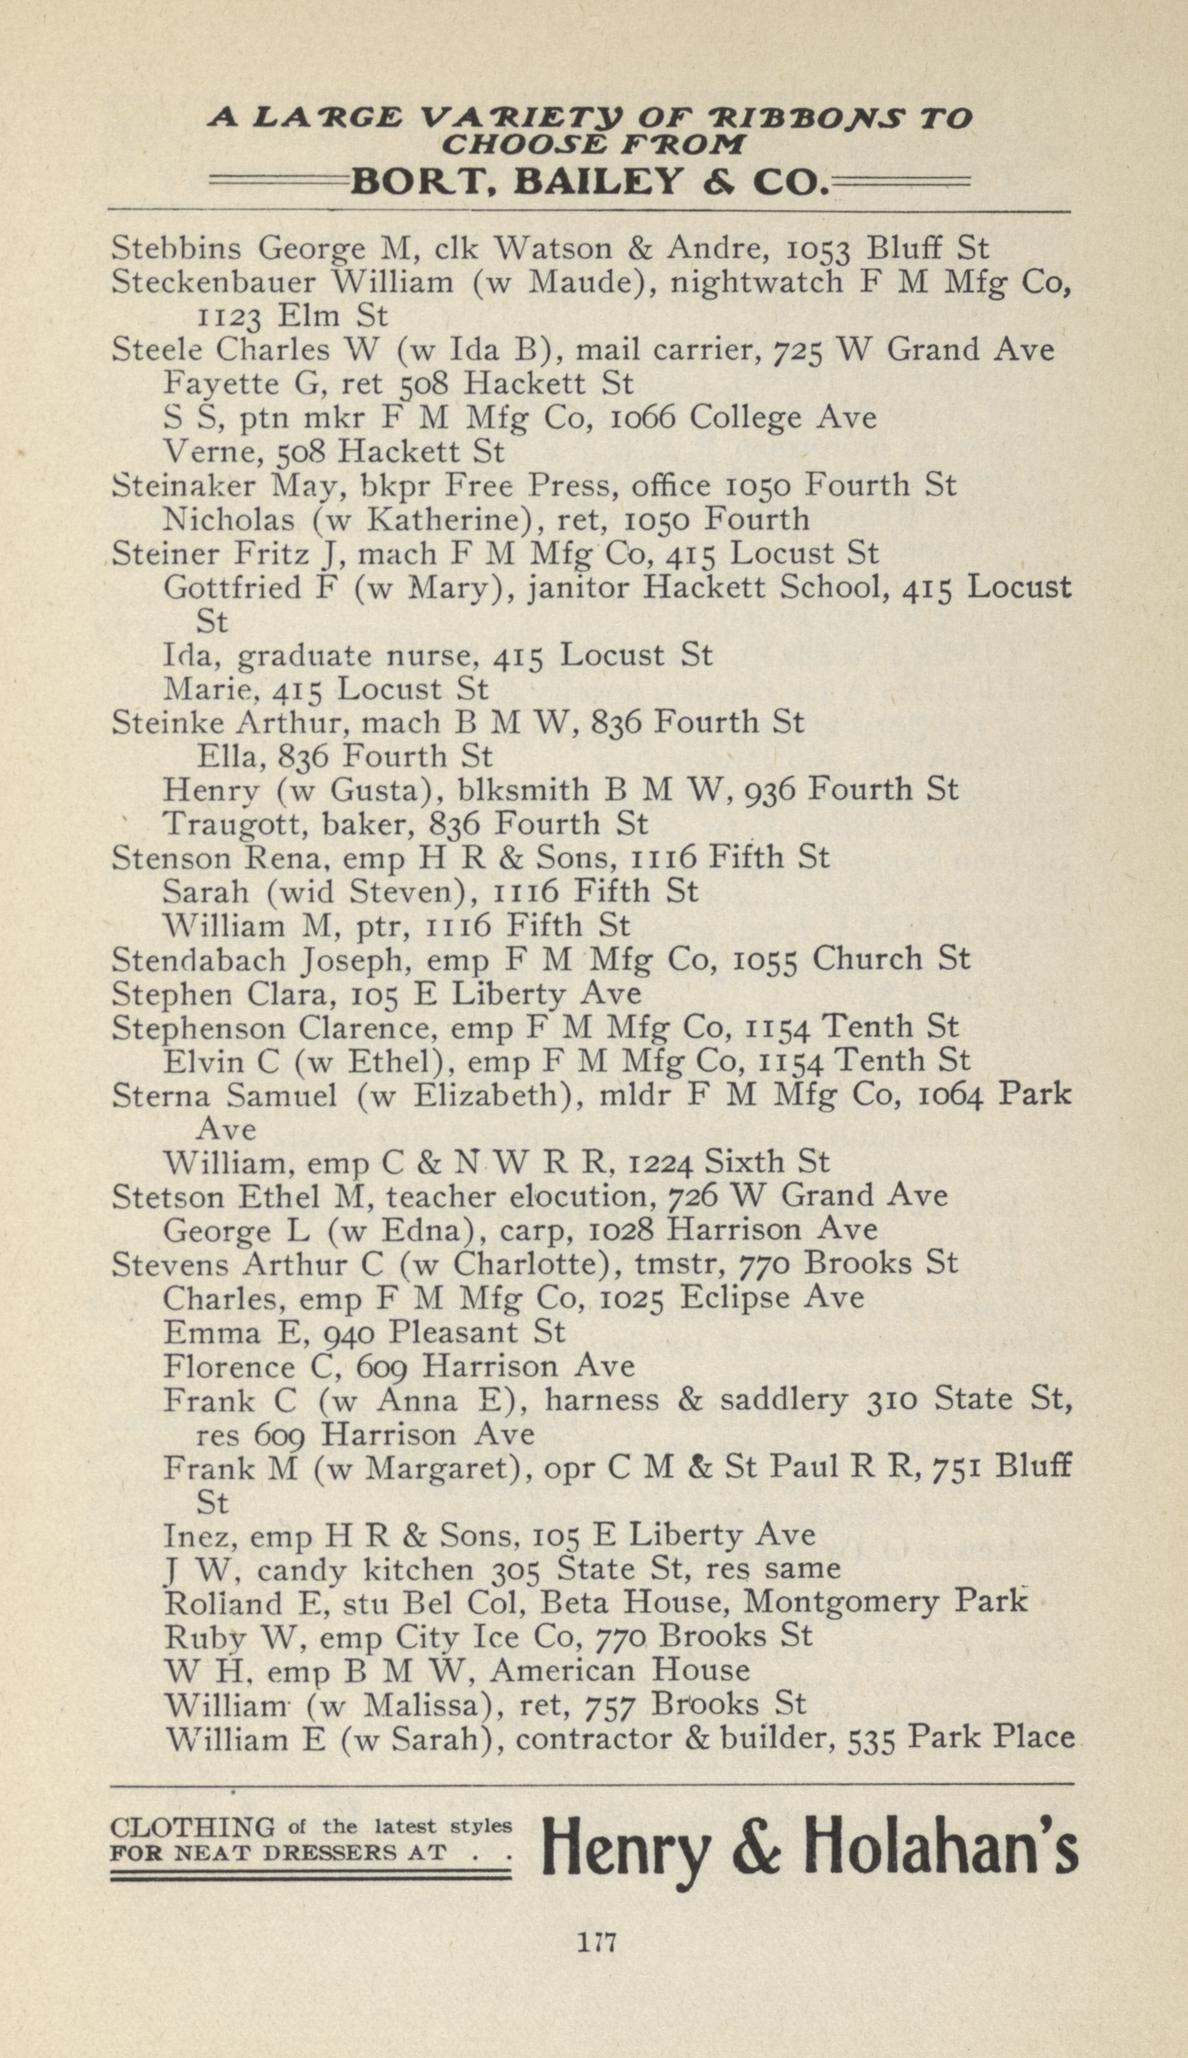 A LARGE VARIETY OF RIBBONS TO
CHOOSE FROM
BORT, BAILEY & CO.
Stebbins George M, clk Watson & Andre, 1053 Bluff St
Steckenbauer William (w Maude), nightwatch F M Mfg Co,
1123 Elm St
Steele Charles W (w Ida B), mail carrier, 725 W Grand Ave
Fayette G, ret 508 Hackett St
S S, ptn mkr F M Mfg Co, 1066 College Ave
Verne, 508 Hackett St
Steinaker May, bkpr Free Press, office 1050 Fourth St
Nicholas (w Katherine), ret, 1050 Fourth
Steiner Fritz J, mach F M Mfg Co, 415 Locust St
Gottfried F (w Mary), janitor Hackett School, 415 Locust
St
Ida, graduate nurse, 415 Locust St
Marie, 415 Locust St
Steinke Arthur, mach B M W, 836 Fourth St
Ella, 836 Fourth St
Henry (w Gusta), blksmith B M W, 936 Fourth St
Traugott, baker, 836 Fourth St
Stenson Rena, emp H R & Sons, 1116 Fifth St
Sarah (wid Steven), 1116 Fifth St
William M, ptr, 1116 Fifth St
Stendabach Joseph, emp F M Mfg Co, 1055 Church St
Stephen Clara, 105 E Liberty Ave
Stephenson Clarence, emp F M Mfg Co, 1154 Tenth St
Elvin C (w Ethel), emp F M Mfg Co, 1154 Tenth St
Sterna Samuel (w Elizabeth), mldr F M Mfg Co, 1064 Park
Ave
William, emp C & N W R R, 1224 Sixth St
Stetson Ethel M, teacher elocution, 726 W Grand Ave
George L (w Edna), carp, 1028 Harrison Ave
Stevens Arthur C (w Charlotte), tmstr, 770 Brooks St
Charles, emp F M Mfg Co, 1025 Eclipse Ave
Emma E, 940 Pleasant St
Florence C, 609 Harrison Ave
Frank C (w Anna E), harness & saddlery 310 State St,
res 609 Harrison Ave
Frank M (w Margaret), opr C M & St Paul R R, 751 Bluff
St
Inez, emp H R & Sons, 105 E Liberty Ave
J W, candy kitchen 305 State St, res same
Rolland E, stu Bel Col, Beta House, Montgomery Park
Ruby W, emp City Ice Co, 770 Brooks St
W H, emp B M W, American House
William (w Malissa), ret, 757 Brooks St
William E (w Sarah), contractor & builder, 535 Park Place
CLOTHING of the latest styles
FOR NEAT DRESSERS AT . .
Henry & Holahan's
177